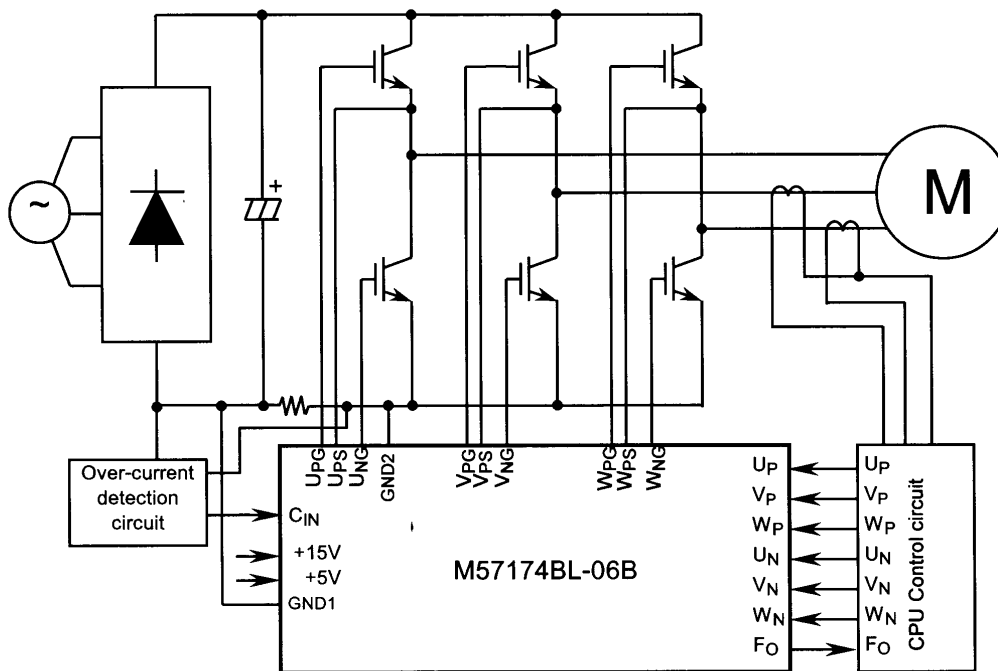 ~
+
M
UPG
UPS
UNG
GND2
VPG
VPS
VNG
WPG
WPS
WNG
Over-current
detection
circuit
CIN
+15V
+5V
GND1
M57174BL-06B
UP
VP
WP
UN
VN
WN
FO
UP
VP
WP
UN
VN
WN
FO
CPU Control circuit